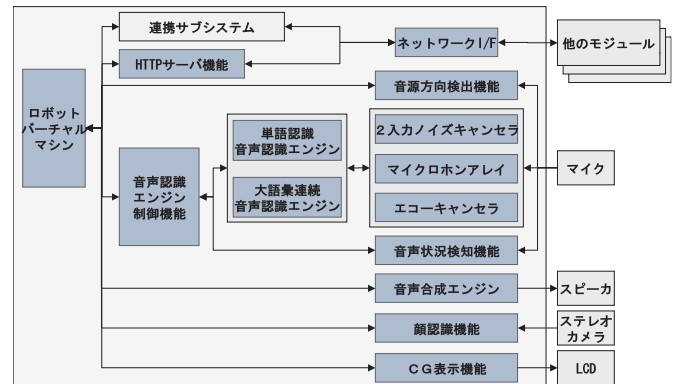 連携サブシステム
HTTPサーバ機能
ネットワークI/F
他のモジュール
ロボット
バーチャル
マシン
音源方向検出機能
単語認識
音声認識エンジン
大語彙連続
音声認識エンジン
2入力ノイズキャンセラ
マイクロホンアレイ
エコーキャンセラ
マイク
音声認識
エンジン
制御機能
音声状況検知機能
音声合成エンジン
スピーカ
顔認識機能
ステレオ
カメラ
CG表示機能
LCD